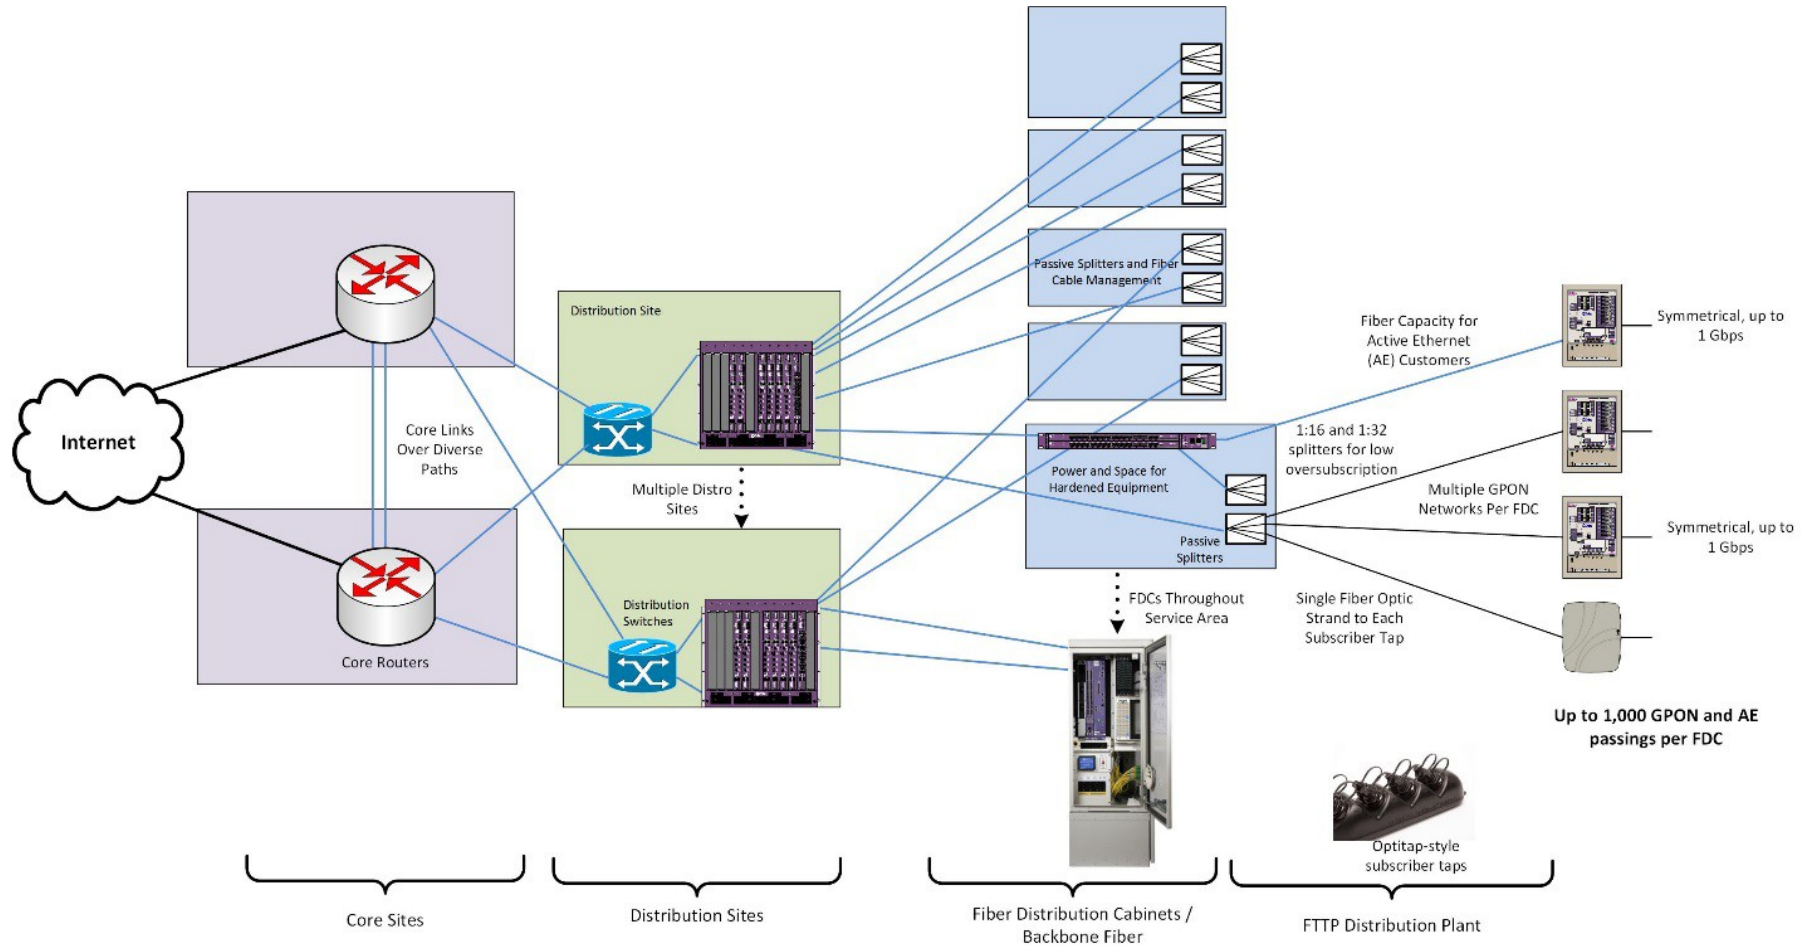 Internet
Core Links
Over Diverse
Paths
Core Routers
Distribution Site
Multiple Distro
Sites
Distribution
Switches
Passive Splitters and Fiber
Cable Management
Power and Space for
Hardened Equipment
Passive
Splitters
FDCs Throughout
Service Area
Fiber Capacity for
Active Ethernet
(AE) Customers
1:16 and 1:32
splitters for low
oversubscription
Multiple GPON
Networks Per FDC
Single Fiber Optic
Strand to Each
Subscriber Tap
Symmetrical, up to
1 Gbps
Symmetrical, up to
1 Gbps
Up to 1,000 GPON and AE
passings per FDC
Optitap-style
subscriber taps
Core Sites
Distribution Sites
Fiber Distribution Cabinets /
Backbone Fiber
FTTP Distribution Plant